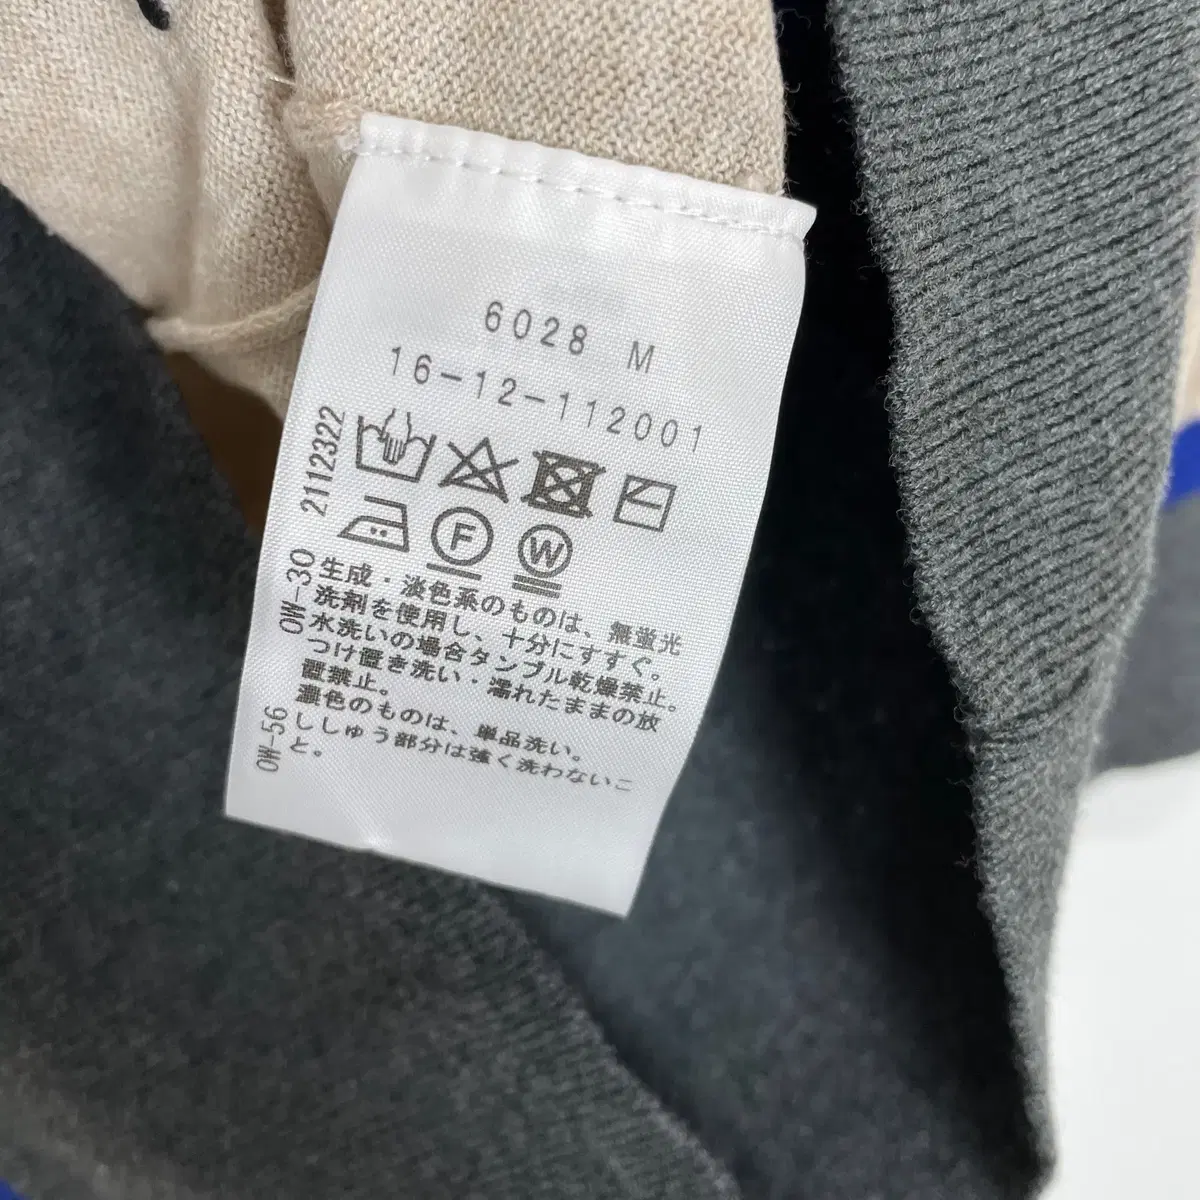 6028 M
16-12-112001
2112322
F
W
OW-30
生成・淡色系のものは、無蛍光
洗剤を使用し、十分にすすぐ。
水洗いの場合タンブル乾燥禁止。
つけ置き洗い・濡れたままの放
置禁止。
OW-56
濃色のものは、単品洗い。
ししゅう部分は強く洗わないこ
と。